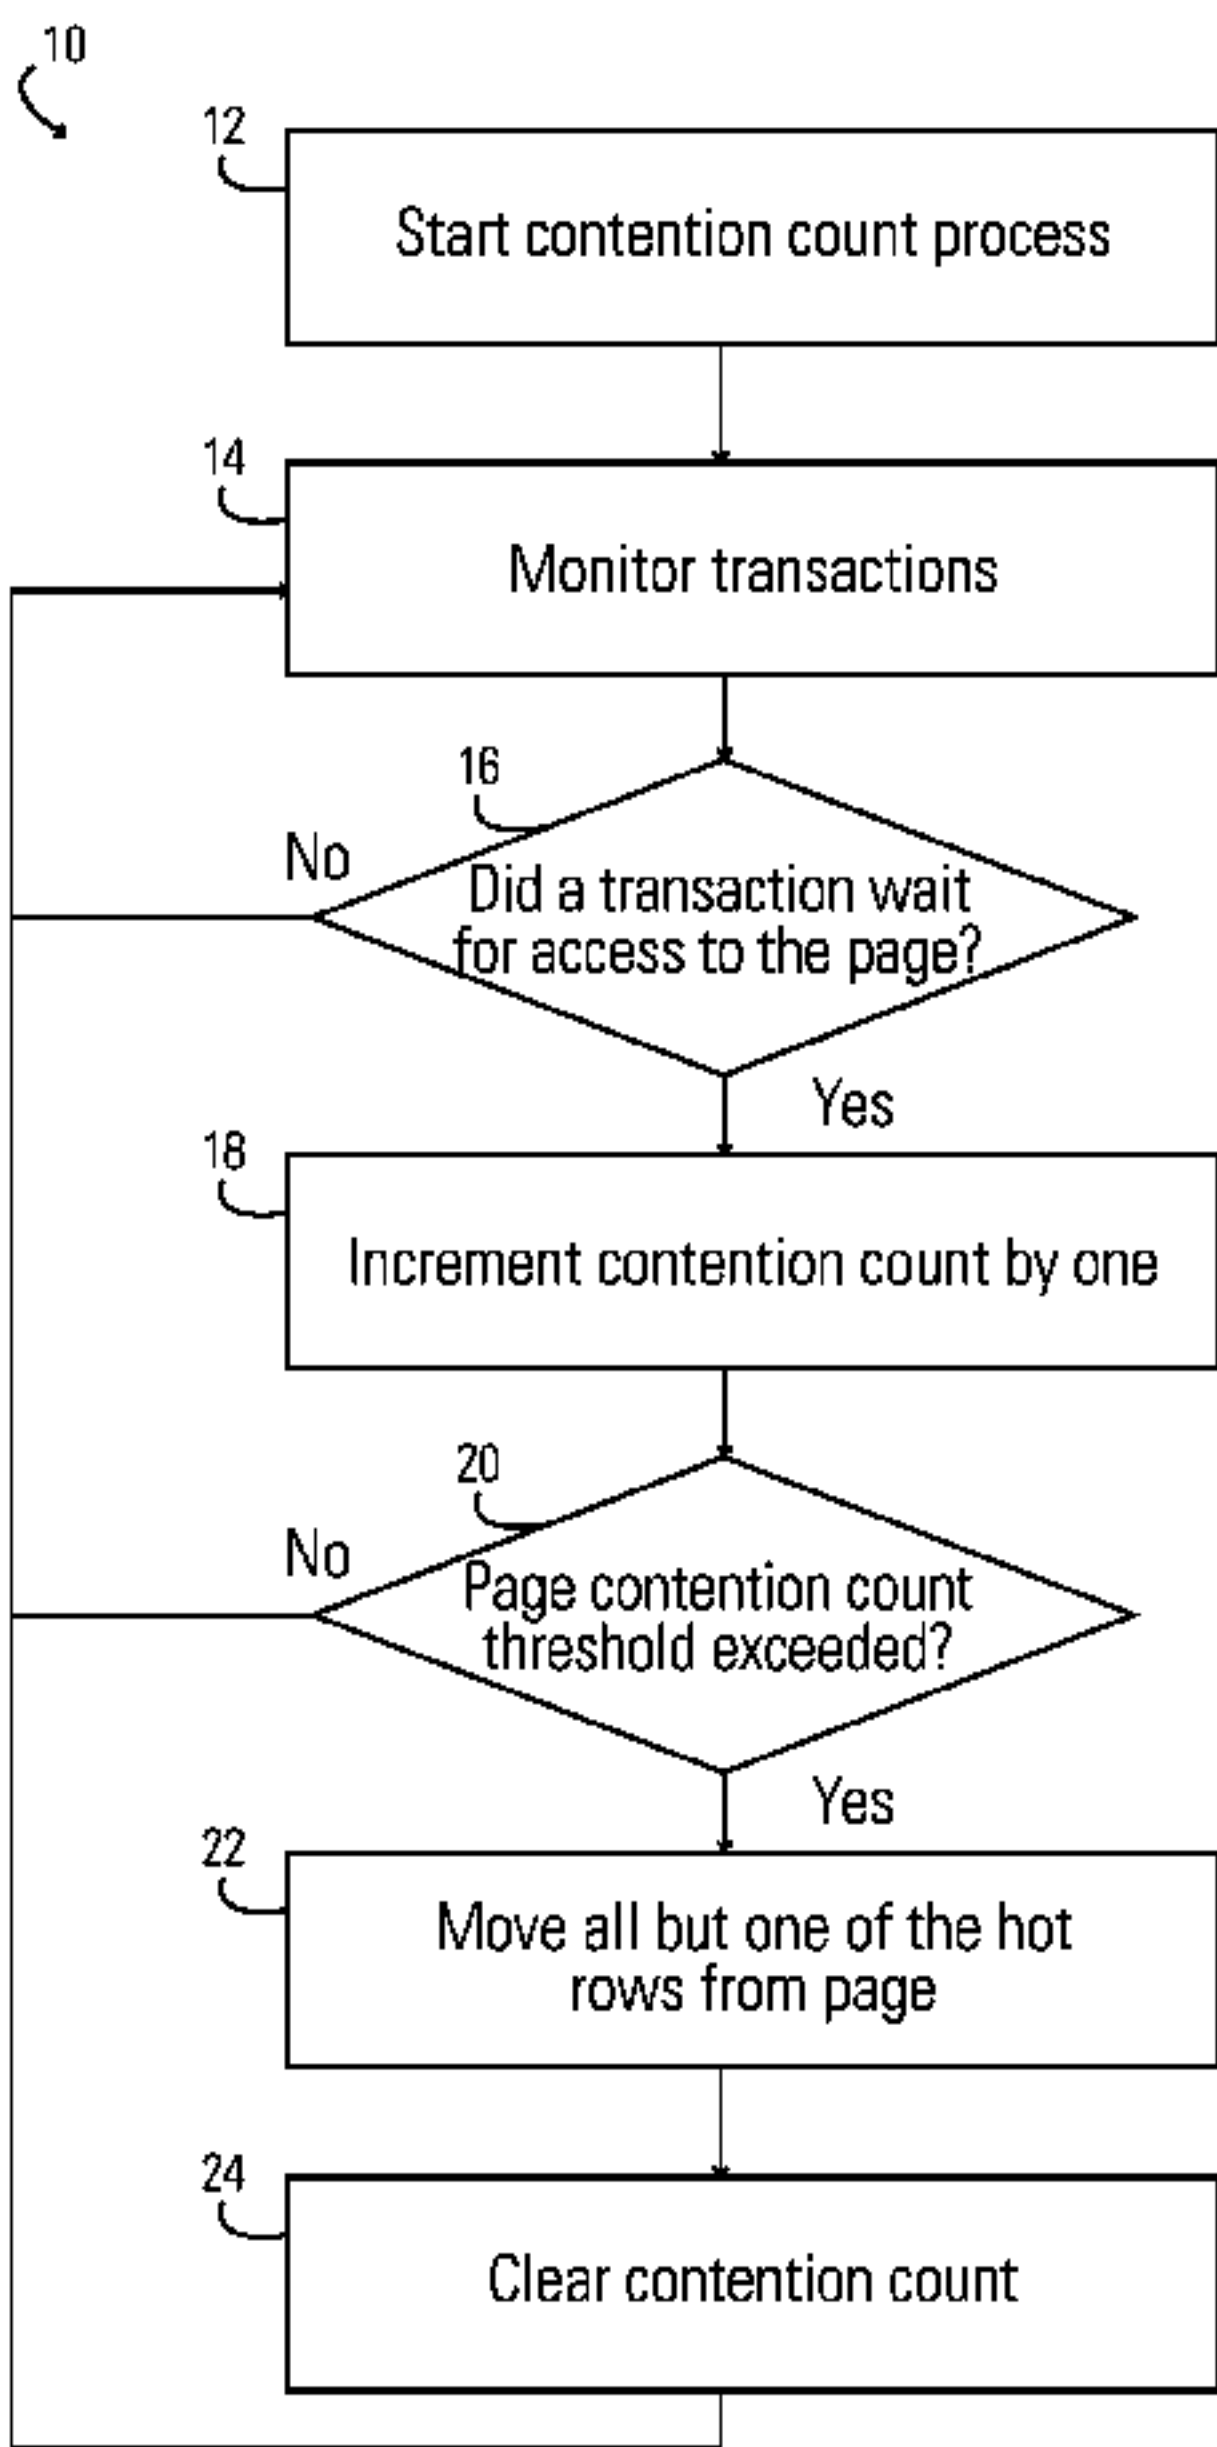 10
12
Start contention count process
14
Monitor transactions
16
No
Did a transaction wait
for access to the page?
Yes
18
Increment contention count by one
20
No
Page contention count
threshold exceeded?
Yes
22
Move all but one of the hot
rows from page
24
Clear contention count